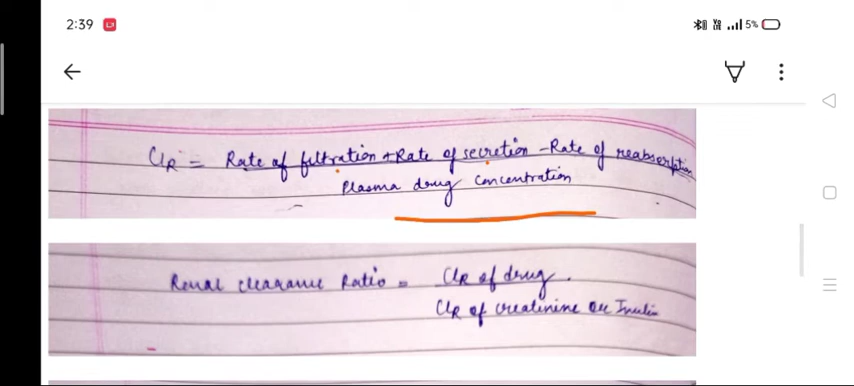 2:39 5%
ClR = Rate of filtration + Rate of secretion - Rate of reabsorption
Plasma drug concentration
Renal clearance Ratio = ClR of drug.
ClR of creatinine or Inulin